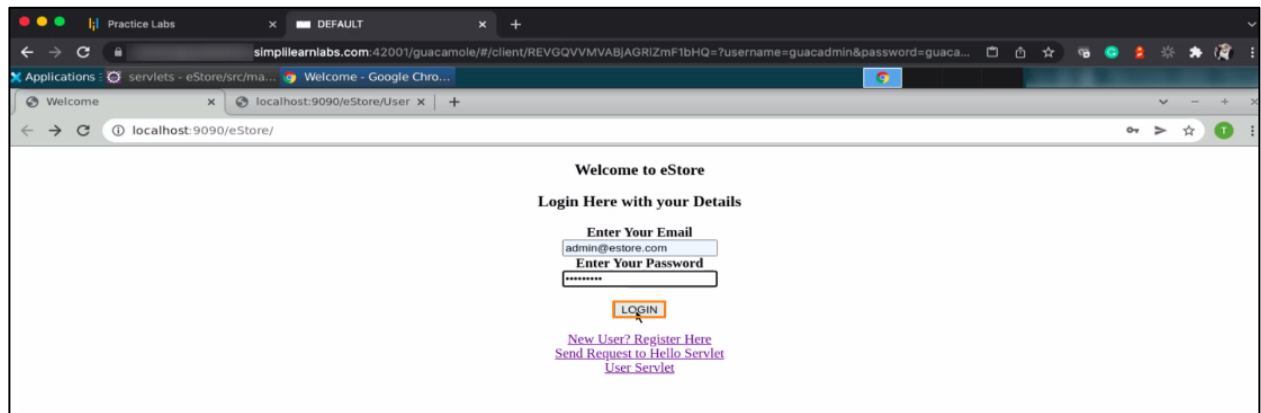 Practice Labs
DEFAULT
simplilearnlabs.com:42001/guacamole/#/client/REVGQVVMVABjAGRlZmF1bHQ=?username=guacadmin&password=guaca...
Applications
servlets - eStore/src/ma...
Welcome - Google Chro...
Welcome
localhost:9090/eStore/User
localhost:9090/eStore/
T
Welcome to eStore
Login Here with your Details
Enter Your Email
admin@estore.com
Enter Your Password
LOGIN
New User? Register Here
Send Request to Hello Servlet
User Servlet